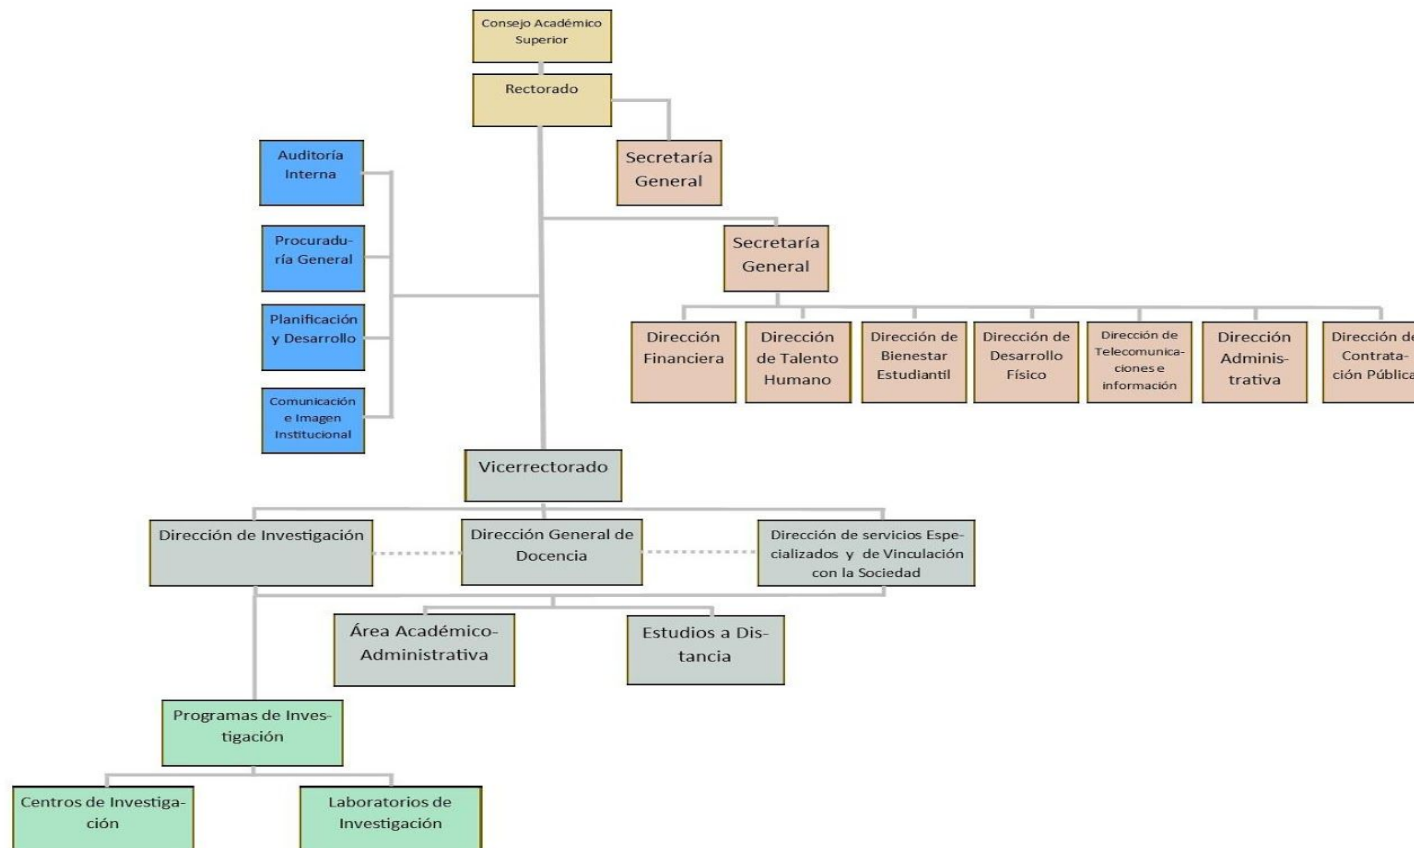 Consejo Académico
Superior
Rectorado
Auditoría
Interna
Secretaría
General
Procuradu-
ría General
Secretaría
General
Planificación
y Desarrollo
Dirección
Financiera
Dirección
de Talento
Humano
Dirección de
Bienestar
Estudiantíl
Dirección de
Desarrollo
Físico
Dirección de
Telecomunica-
ciones e
información
Dirección
Adminis-
trativa
Dirección de
Contrata-
ción Pública
Comunicación
e Imagen
Institucional
Vicerrectorado
Dirección de Investigación
Dirección General de
Docencia
Dirección de servicios Espe-
cializados y de Vinculación
con la Sociedad
Área Académico-
Administrativa
Estudios a Dis-
tancia
Programas de Inves-
tigación
Centros de Investiga-
ción
Laboratorios de
Investigación